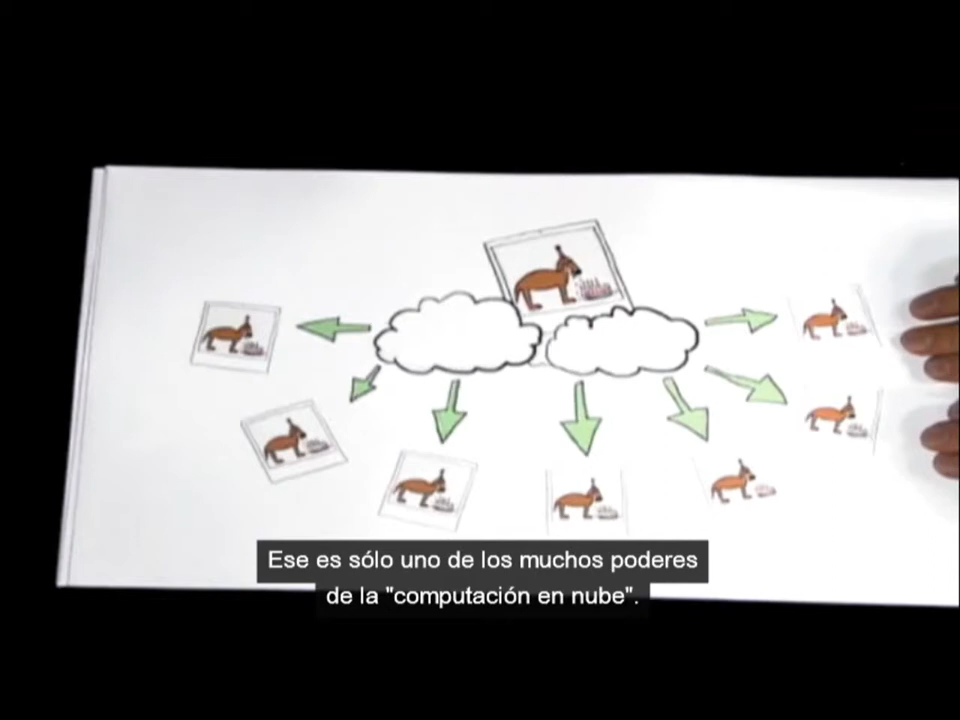 Ese es sólo uno de los muchos poderes
de la "computación en nube".